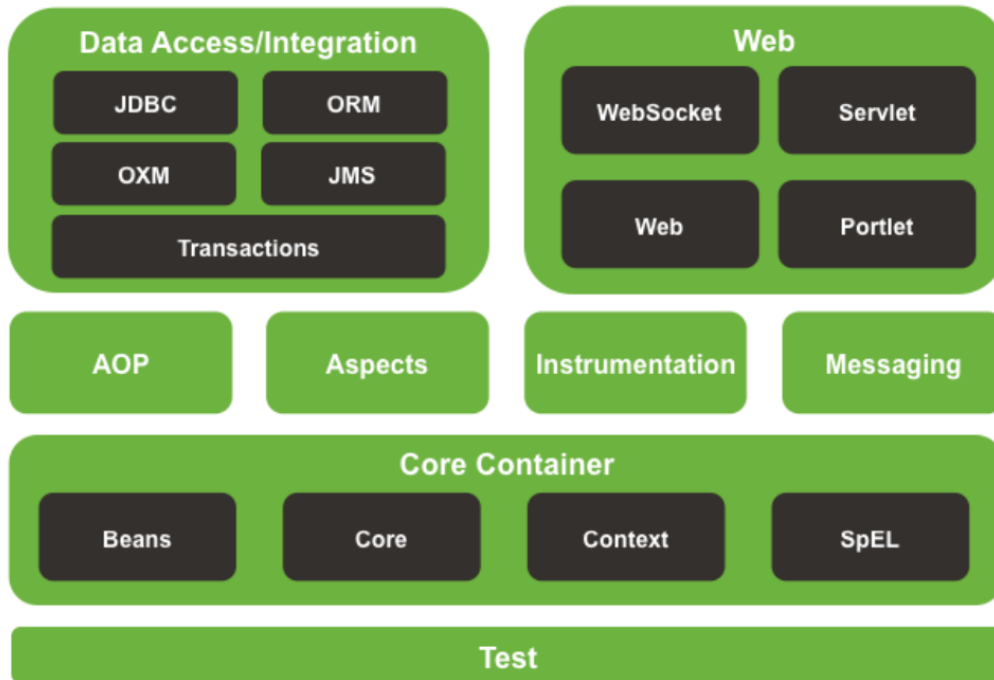 Data Access/Integration
JDBC
ORM
OXM
JMS
Transactions
Web
WebSocket
Servlet
Web
Portlet
AOP
Aspects
Instrumentation
Messaging
Core Container
Beans
Core
Context
SpEL
Test